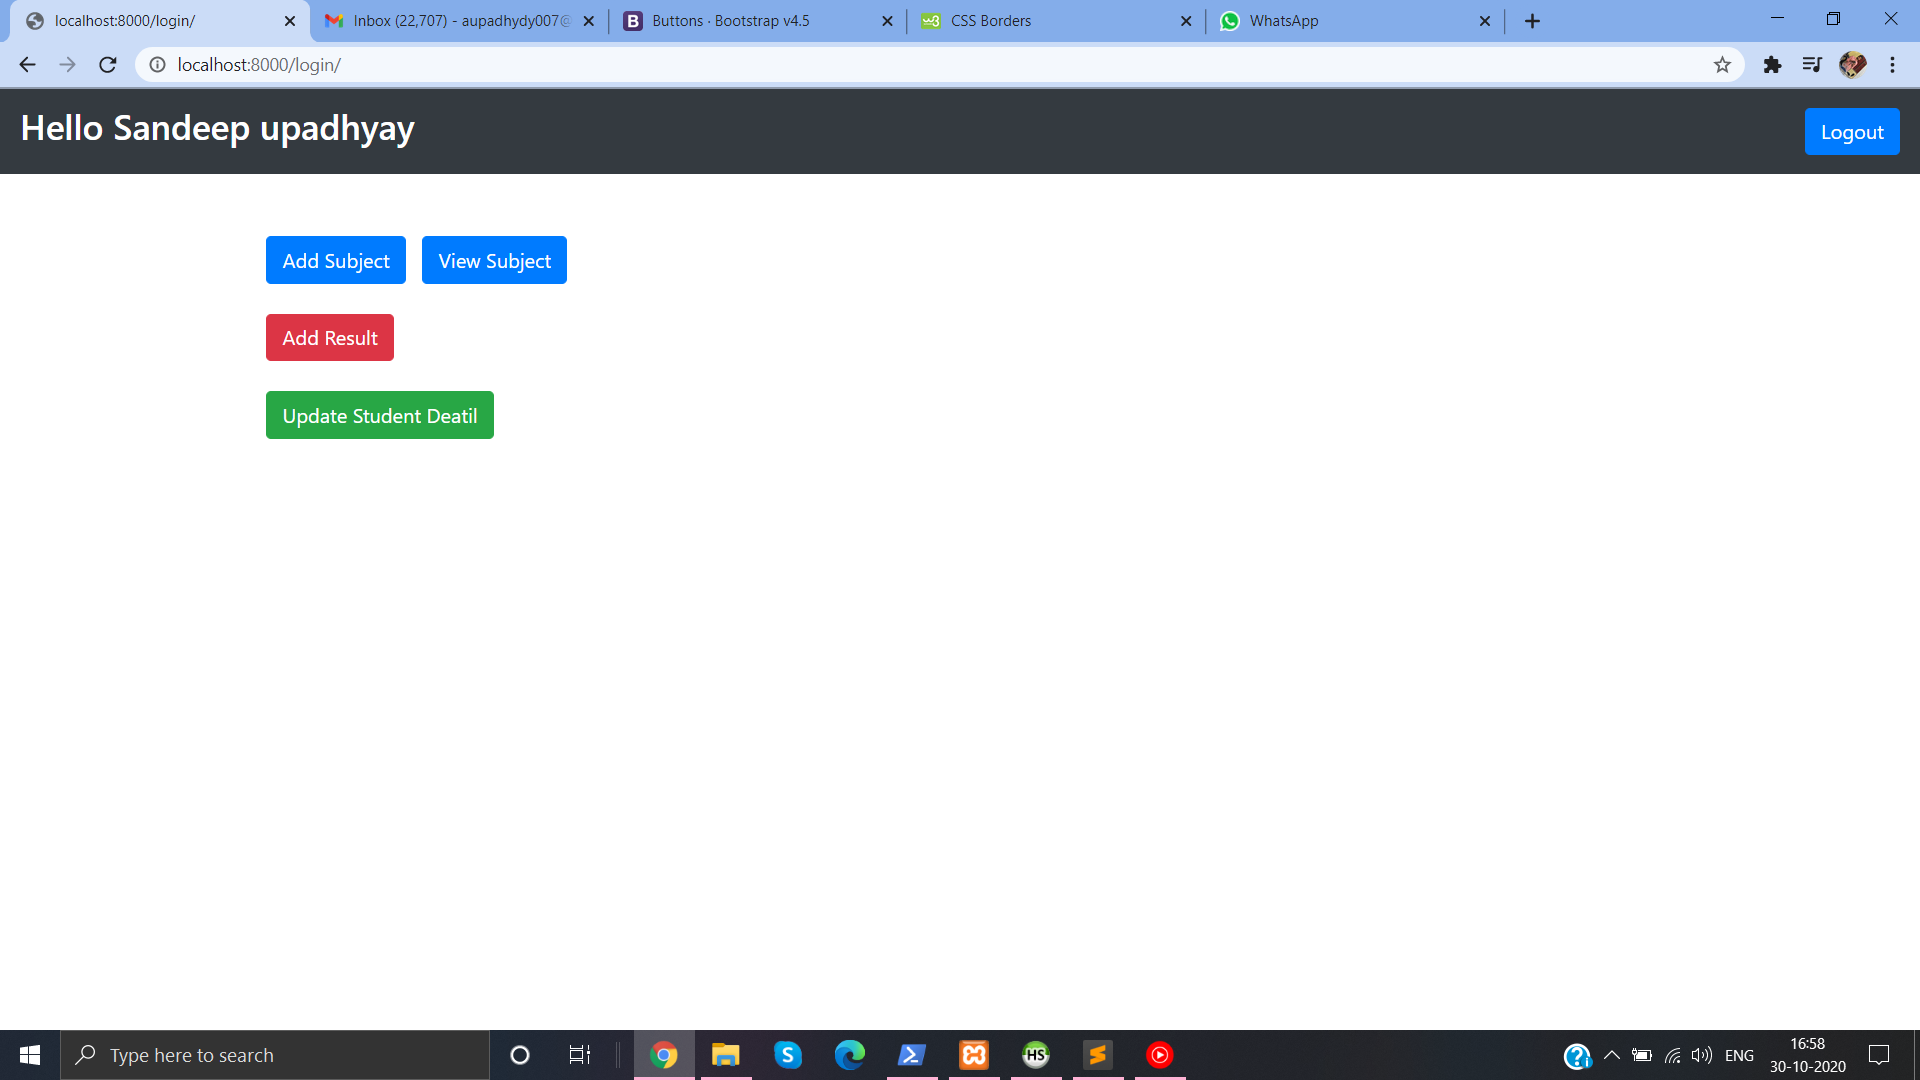 localhost:8000/login/
Inbox (22,707) - aupadhydy007@
B Buttons · Bootstrap v4.5
CSS Borders
WhatsApp
localhost:8000/login/
Hello Sandeep upadhyay
Logout
Add Subject
View Subject
Add Result
Update Student Deatil
Type here to search
S
HS
ENG
16:58
30-10-2020